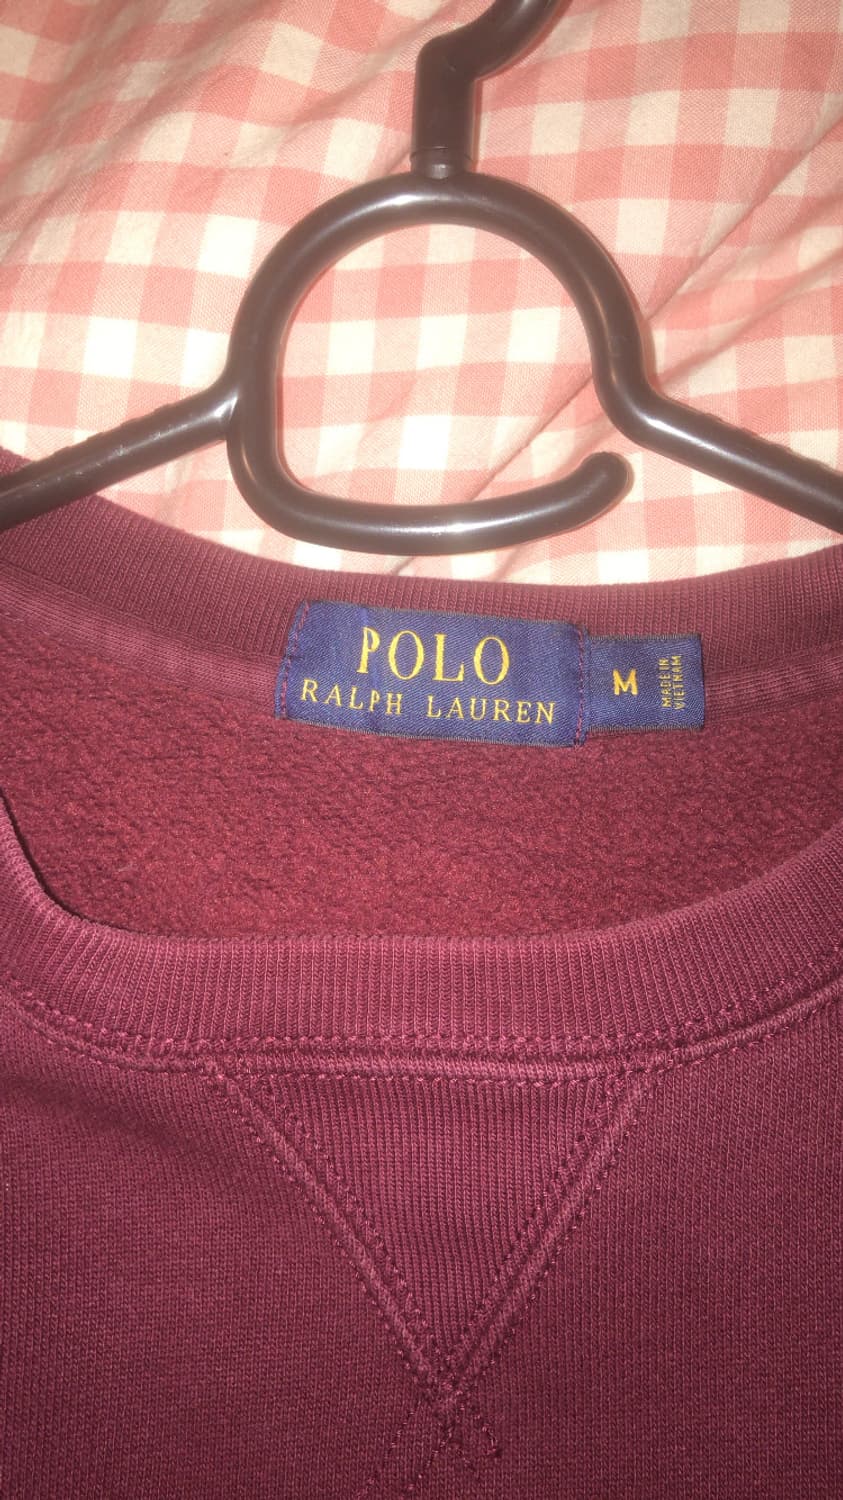 POLO
RALPH LAUREN
M
MADE IN
VIETNAM